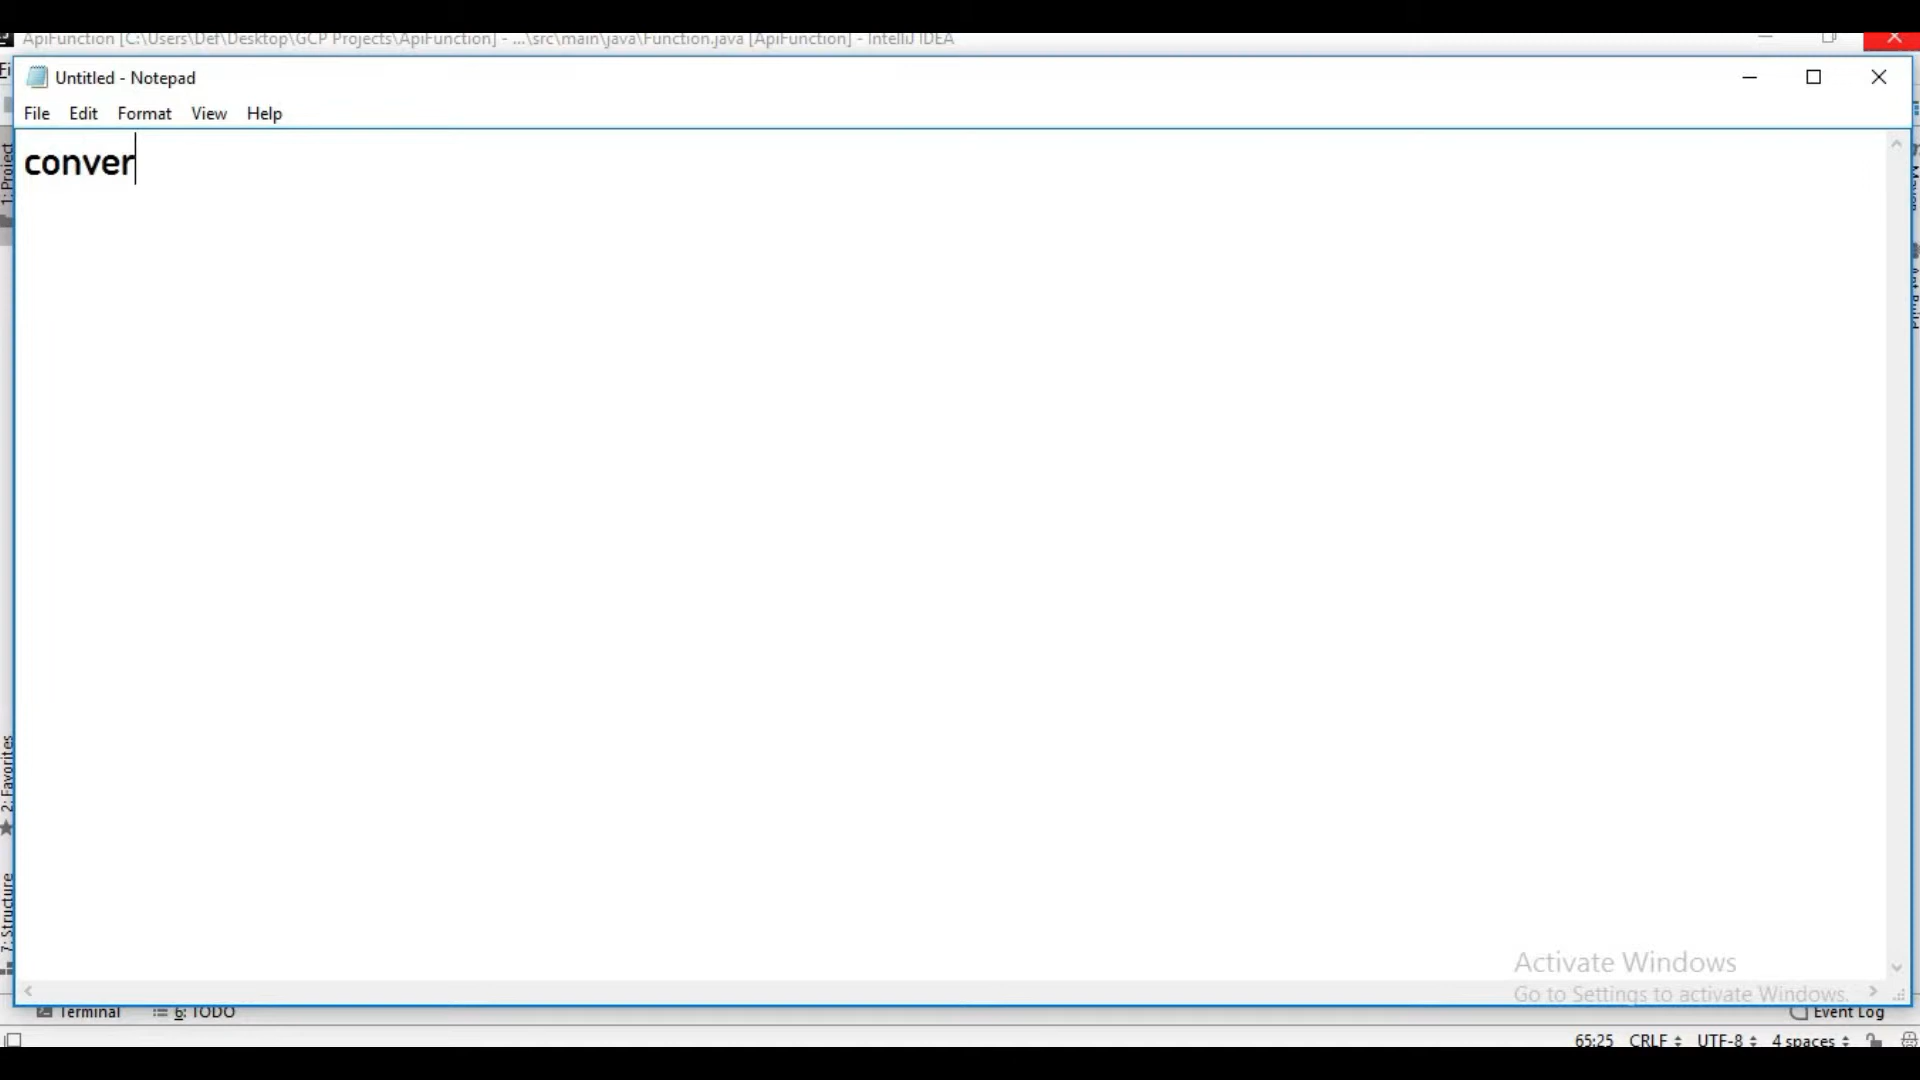 ApiFunction [C:\Users\Def\Desktop\GCP Projects\ApiFunction] - ...\src\main\java\Function.java [ApiFunction] - IntelliJ IDEA
Untitled - Notepad
File Edit Format View Help
conver
1: Project
2: Favorites
7: Structure
Activate Windows
Go to Settings to activate Windows.
Terminal 6: TODO Event Log
65:25 CRLF UTF-8 4 spaces